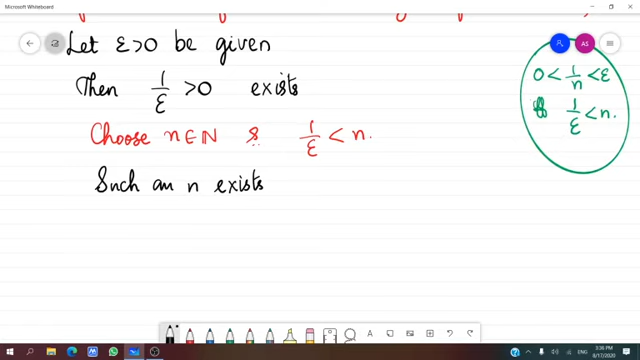 Microsoft Whiteboard
Let ε>0 be given
Then 1/ε >0 exists
Choose n∈ℕ 1/ε < n.
Such an n exists
AS
0 < 1/n < ε
1/ε < n.
ENG
3:36 PM
8/17/2020